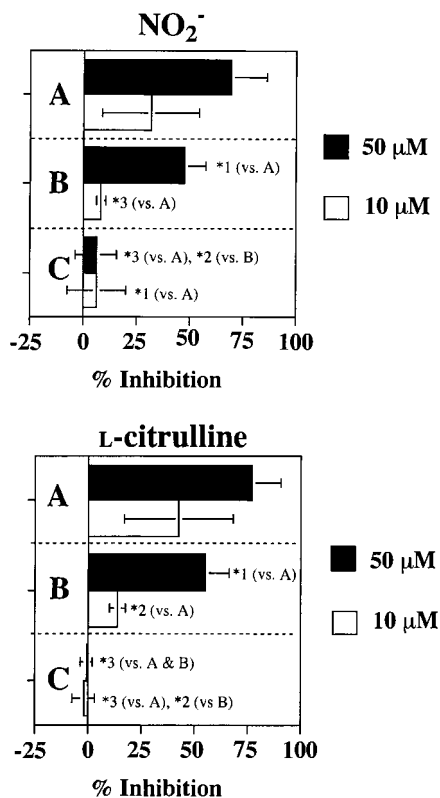 NO₂⁻
A
B
*1 (vs. A)
*3 (vs. A)
C
*3 (vs. A), *2 (vs. B)
*1 (vs. A)
50 μM
10 μM
-25 0 25 50 75 100
% Inhibition
L-citrulline
A
B
*1 (vs. A)
*2 (vs. A)
C
*3 (vs. A & B)
*3 (vs. A), *2 (vs B)
50 μM
10 μM
-25 0 25 50 75 100
% Inhibition